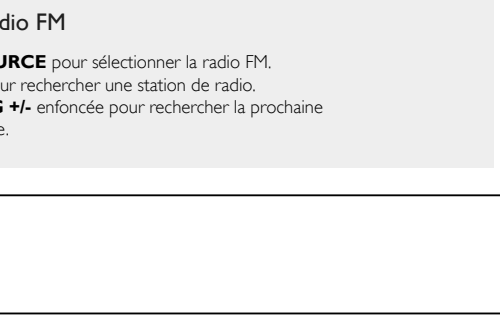 dio FM
URCE pour sélectionner la radio FM.
ur rechercher une station de radio.
G +/- enfoncée pour rechercher la prochaine
e.